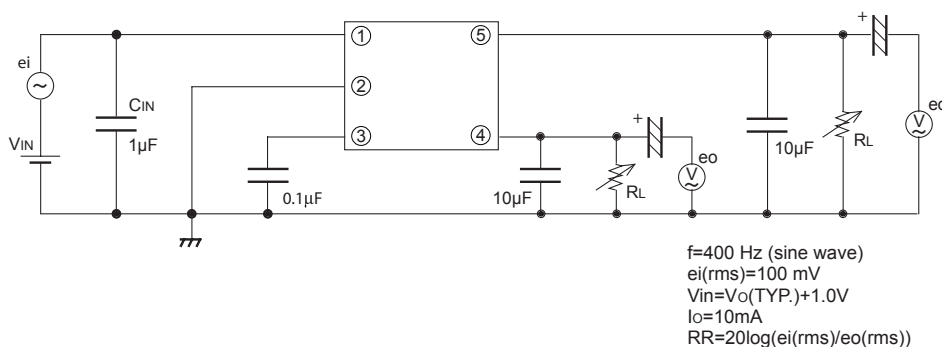 ei
VIN
CIN
1μF
①
②
③
④
⑤
0.1μF
10μF
RL
+
eo
V
10μF
RL
+
eo
V
f=400 Hz (sine wave)
ei(rms)=100 mV
Vin=Vo(TYP.)+1.0V
Io=10mA
RR=20log(ei(rms)/eo(rms))